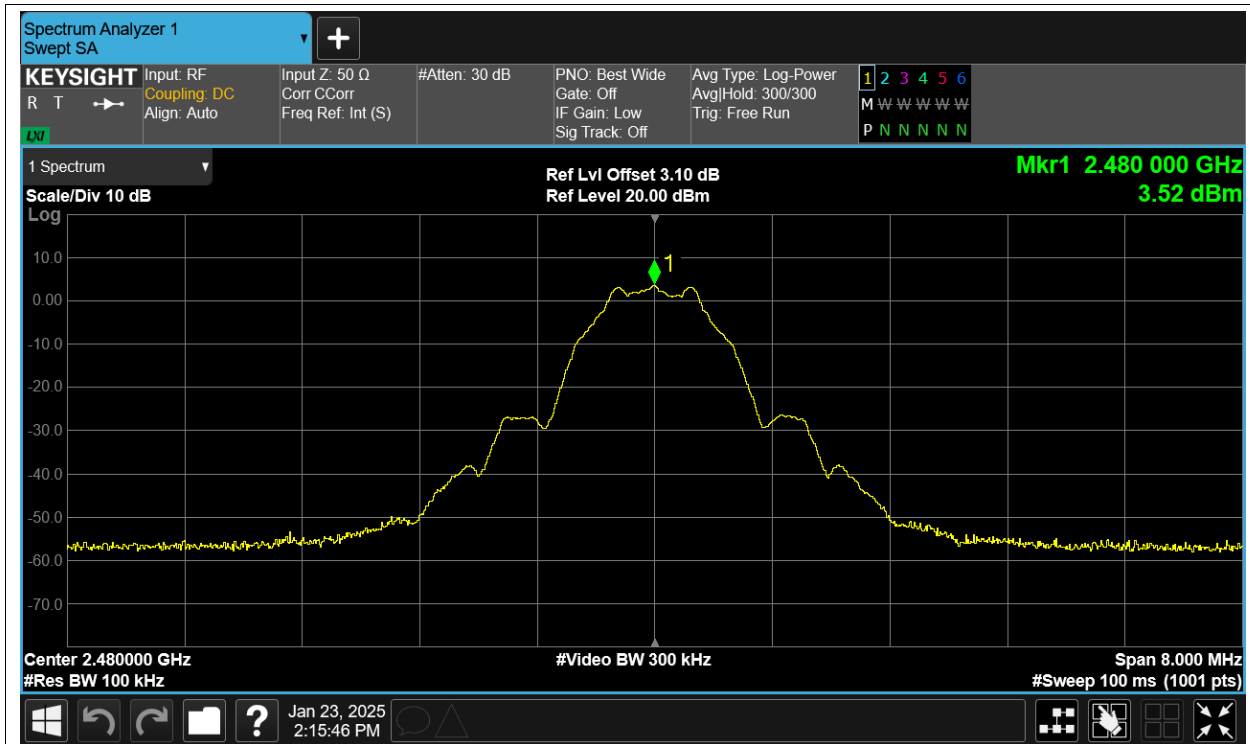 Spectrum Analyzer 1
Swept SA
+
KEYSIGHT
R T
LXI
Input: RF
Coupling: DC
Align: Auto
Input Z: 50 Ω
Corr CCorr
Freq Ref: Int (S)
#Atten: 30 dB
PNO: Best Wide
Gate: Off
IF Gain: Low
Sig Track: Off
Avg Type: Log-Power
Avg|Hold: 300/300
Trig: Free Run
1 2 3 4 5 6
M W W W W W
P N N N N N
1 Spectrum
Scale/Div 10 dB
Ref Lvl Offset 3.10 dB
Ref Level 20.00 dBm
Mkr1 2.480 000 GHz
3.52 dBm
Log
10.0
0.00
-10.0
-20.0
-30.0
-40.0
-50.0
-60.0
-70.0
1
Center 2.480000 GHz
#Res BW 100 kHz
#Video BW 300 kHz
Span 8.000 MHz
#Sweep 100 ms (1001 pts)
?
Jan 23, 2025
2:15:46 PM